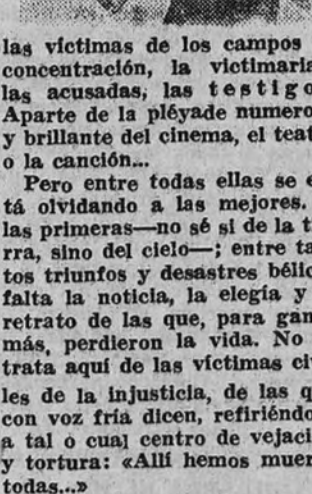 las víctimas de los campos
concentración, la victimaria
las acusadas, las testigo
Aparte de la pléyade numero
y brillante del cinema, el teat
o la canción...
Pero entre todas ellas se e
tá olvidando a las mejores.
las primeras—no sé si de la t
rra, sino del cielo—; entre ta
tos triunfos y desastres bélic
falta la noticia, la elegía y
retrato de las que, para gan
más, perdieron la vida. No
trata aquí de las víctimas ci
les de la injusticia, de las q
con voz fría dicen, refiriéndo
a tal o cual centro de vejaci
y tortura: «Allí hemos muer
todas...»